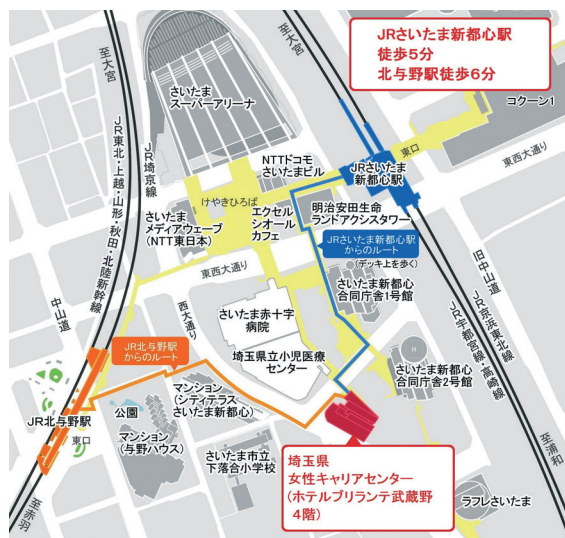 JRさいたま新都心駅
徒歩5分
北与野駅徒歩6分
至大宮
至大宮
さいたま
スーパーアリーナ
コクーン1
JR東北・上越・山形・秋田・北陸新幹線
JR埼京線
NTTドコモ
さいたまビル
東口
JRさいたま
新都心駅
東西大通り
けやきひろば
さいたま
メディアウェーブ
(NTT東日本)
エクセル
シオール
カフェ
明治安田生命
ランドアクシスタワー
JRさいたま新都心駅
からのルート
(デッキ上を歩く)
東西大通り
旧中山道
中山道
西大通り
さいたま新都心
合同庁舎1号館
さいたま赤十字
病院
埼玉県立小児医療
センター
JR京浜東北線
JR宇都宮線・高崎線
JR北与野駅
からのルート
H
さいたま新都心
合同庁舎2号館
マンション
(シティテラス
さいたま新都心)
公園
JR北与野駅
東口
マンション
(与野ハウス)
さいたま市立
下落合小学校
至浦和
至赤羽
埼玉県
女性キャリアセンター
(ホテルブリランテ武蔵野
4階)
ラフレさいたま